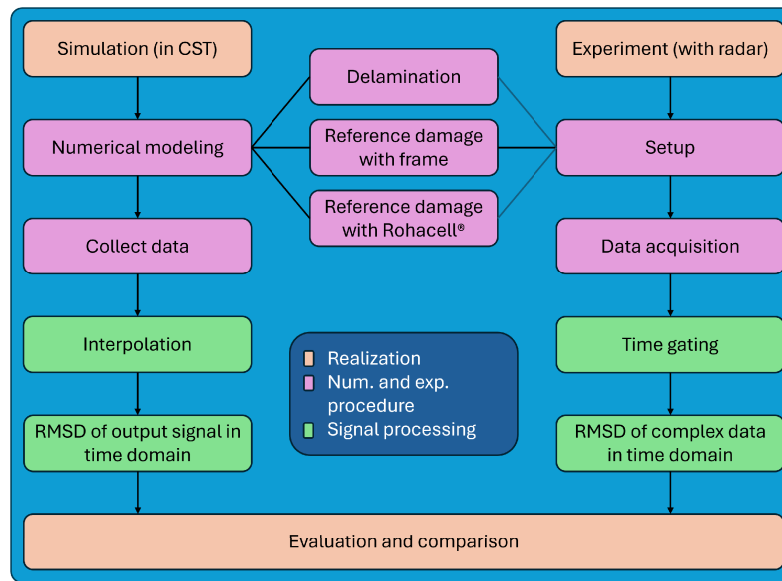 Simulation (in CST)
Experiment (with radar)
Delamination
Numerical modeling
Reference damage
with frame
Setup
Reference damage
with Rohacell®
Collect data
Data acquisition
Interpolation
Time gating
Realization
Num. and exp.
procedure
Signal processing
RMSD of output signal in
time domain
RMSD of complex data
in time domain
Evaluation and comparison